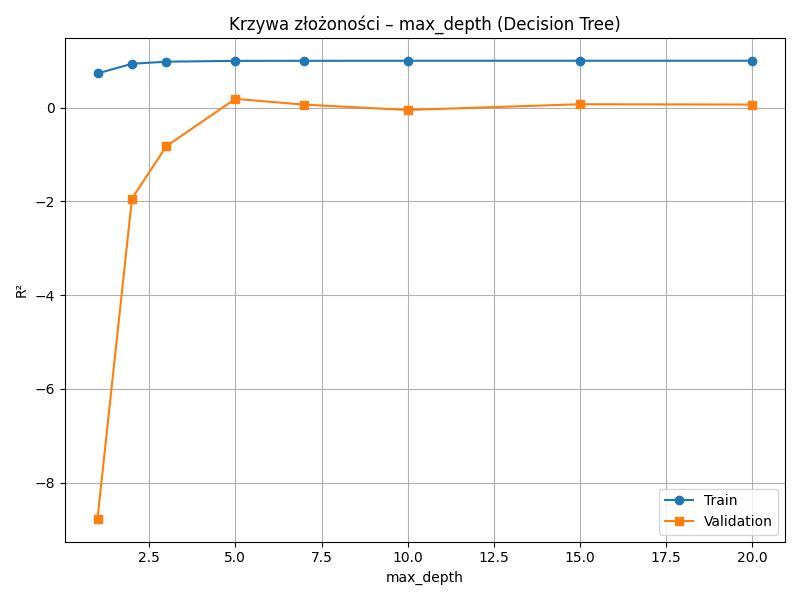 Krzywa złożoności – max_depth (Decision Tree)
R²
0
−2
−4
−6
−8
2.5
5.0
7.5
10.0
12.5
15.0
17.5
20.0
max_depth
Train
Validation